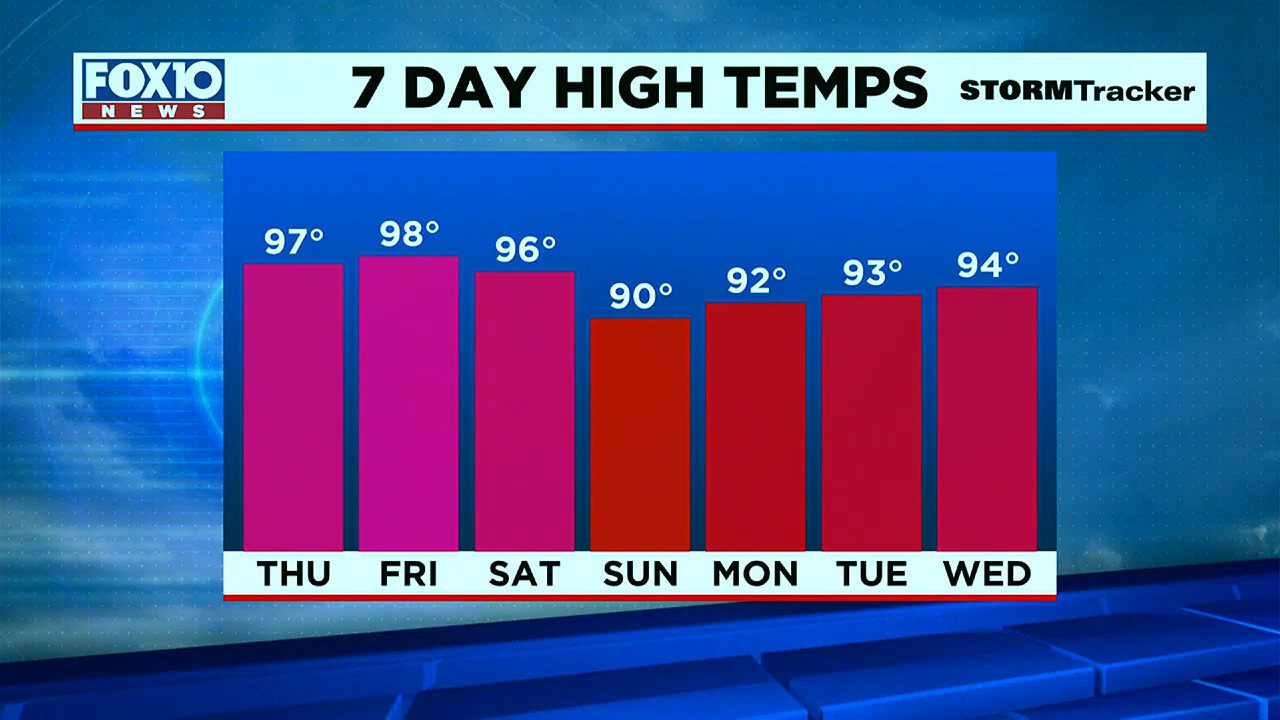 FOX10
NEWS
7 DAY HIGH TEMPS
STORMTracker
97° 98° 96° 90° 92° 93° 94°
THU FRI SAT SUN MON TUE WED